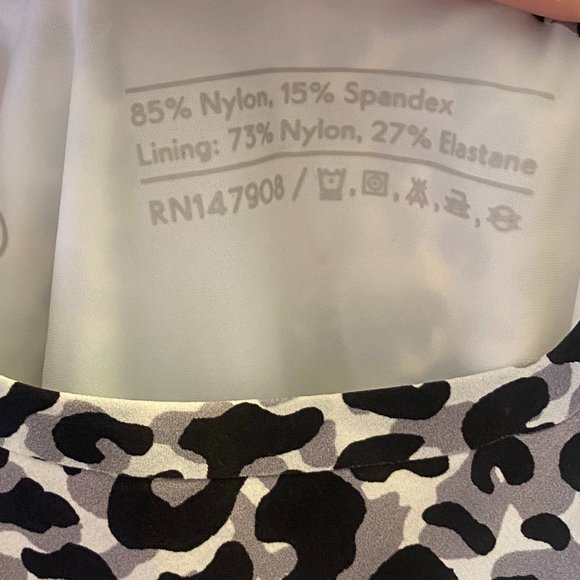 85% Nylon, 15% Spandex
Lining: 73% Nylon, 27% Elastane
RN147908 /